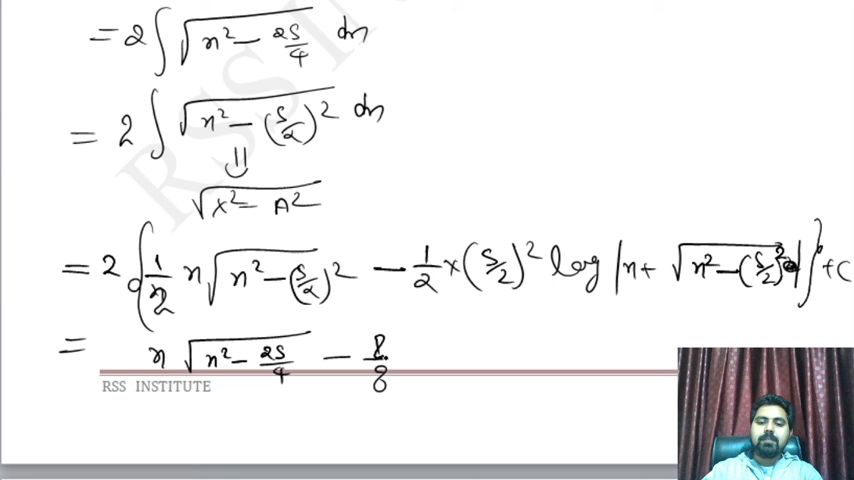 = 2 ∫ √(x² − 25/4) dx
= 2 ∫ √(x² − (5/2)²) dx
√(X² − A²)
= 2 { 1/2 x √(x² − (5/2)²) − 1/2 × (5/2)² log |x + √(x² − (5/2)²)| } + C
= x √(x² − 25/4) − 8/8
RSS INSTITUTE